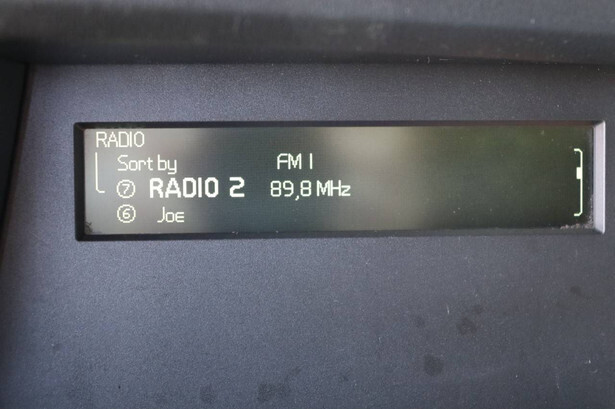 RADIO
Sort by FM 1
7 RADIO 2 89,8 MHz
6 Joe